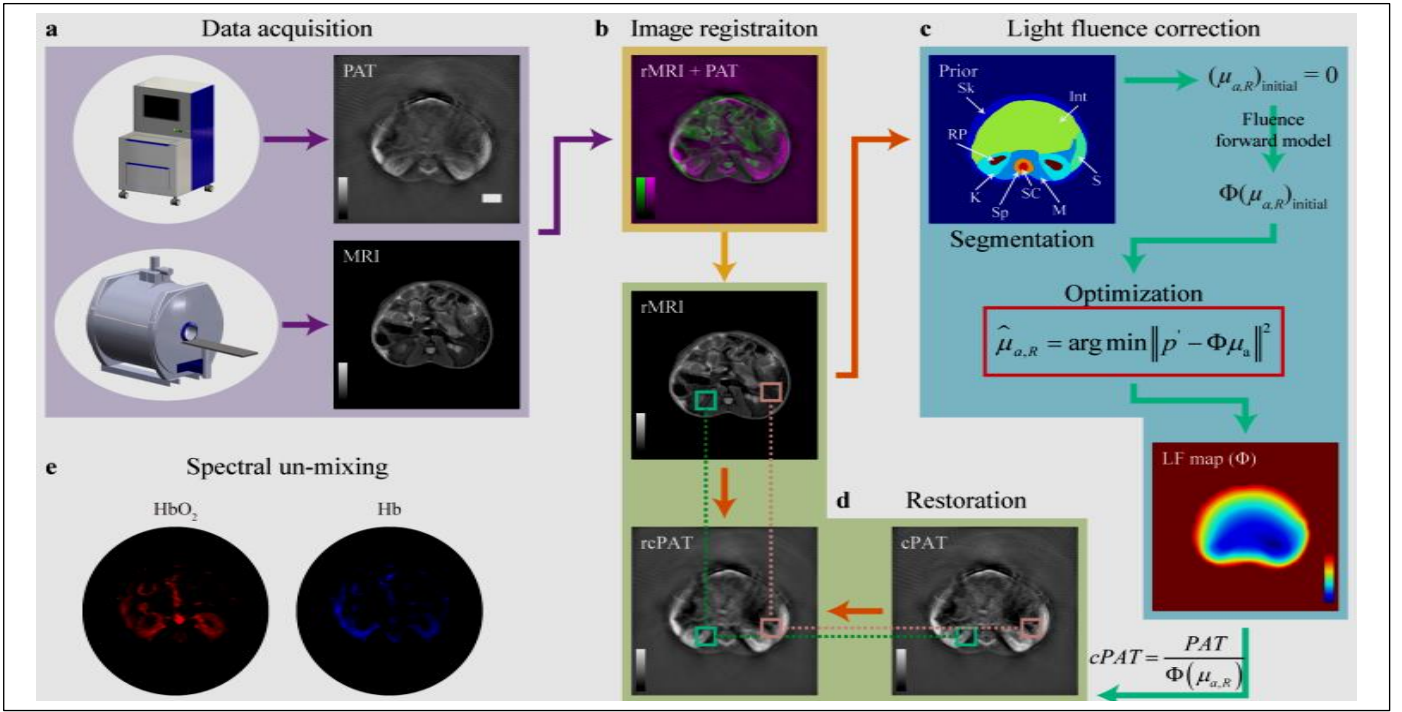 a Data acquisition
PAT
MRI
b Image registraiton
rMRI + PAT
rMRI
c Light fluence correction
Prior
Sk
Int
RP
K
Sp
SC
M
S
Segmentation
(μa,R)initial = 0
Fluence
forward model
Φ(μa,R)initial
Optimization
μ̂a,R = arg min ‖p' − Φμa‖²
LF map (Φ)
cPAT = PAT / Φ(μa,R)
d Restoration
rcPAT
cPAT
e Spectral un-mixing
HbO₂
Hb